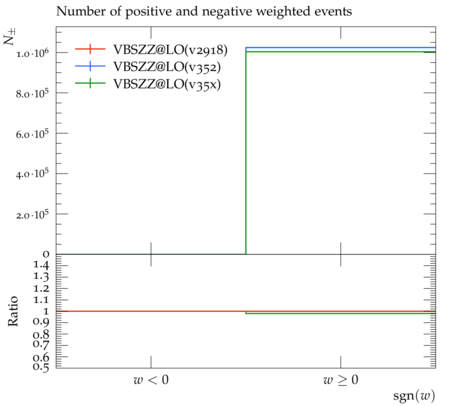 Number of positive and negative weighted events
N±
VBSZZ@LO(v2918)
VBSZZ@LO(v352)
VBSZZ@LO(v35x)
1.0·10⁶
8.0·10⁵
6.0·10⁵
4.0·10⁵
2.0·10⁵
0
Ratio
1.4
1.3
1.2
1.1
1
0.9
0.8
0.7
0.6
0.5
w < 0
w ≥ 0
sgn(w)